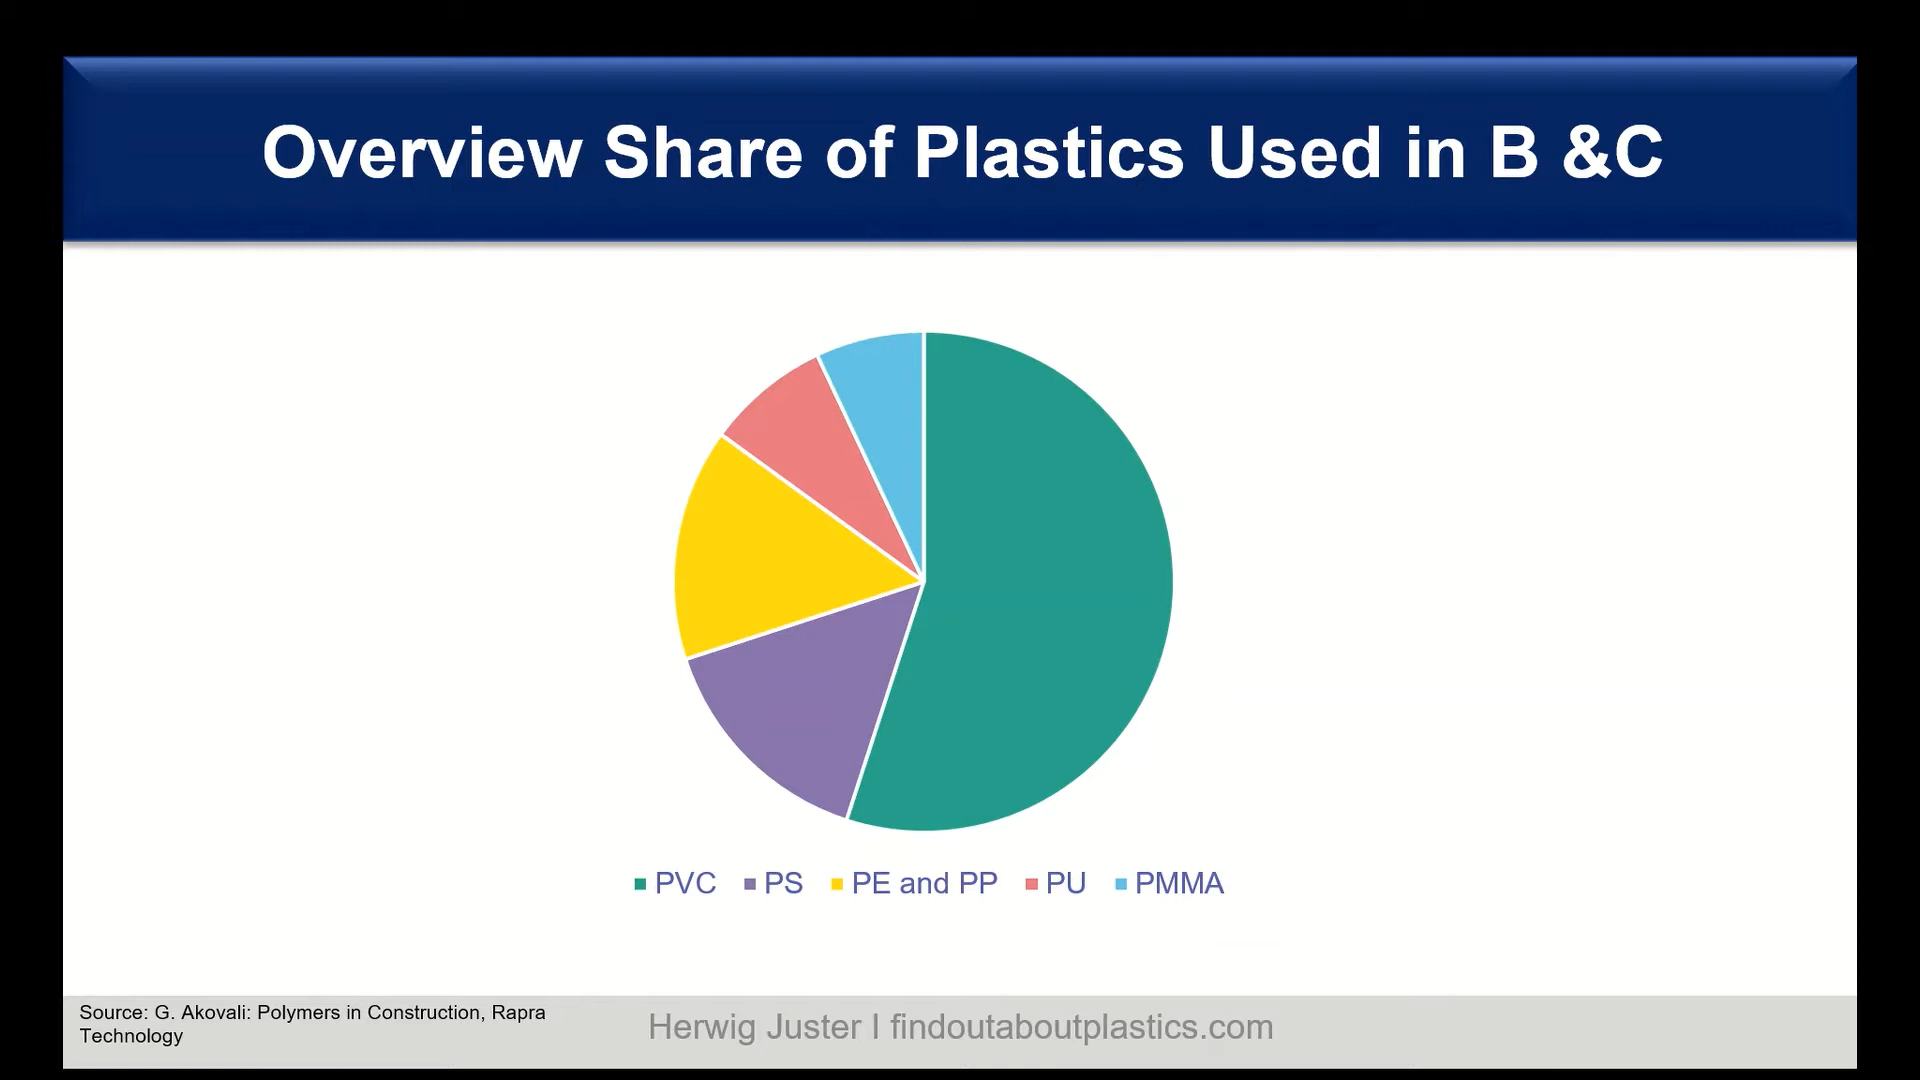 Overview Share of Plastics Used in B &C
PVC PS PE and PP PU PMMA
Source: G. Akovali: Polymers in Construction, Rapra
Technology
Herwig Juster I findoutaboutplastics.com